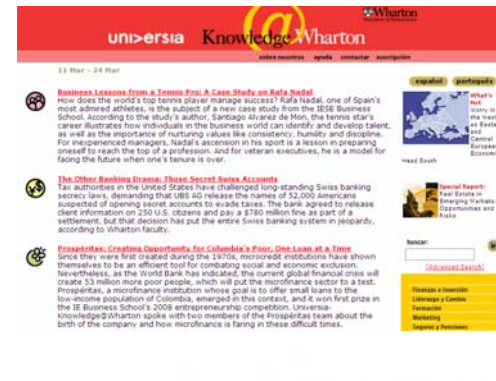 Wharton
uni>ersia Knowledge@Wharton
sobre nosotros ayuda contactar suscripción
11 Mar - 24 Mar
español português
Business Lessons from a Tennis Pro: A Case Study on Rafa Nadal
How does the world's top tennis player manage success? Rafa Nadal, one of Spain's
most admired athletes, is the subject of a new case study from the IESE Business
School. According to the study's author, Santiago Alvarez de Mon, the tennis star's
career illustrates how individuals in the business world can identify and develop talent,
as well as the importance of nurturing values like consistency, humility and discipline.
For inexperienced managers, Nadal's ascension in his sport is a lesson in preparing
oneself to reach the top of a profession. And for veteran executives, he is a model for
facing the future when one's tenure is over.
What's
Hot
Worry in
the West
as Easte
and
Central
European
Economi
Head South
The Other Banking Drama: Those Secret Swiss Accounts
Tax authorities in the United States have challenged long-standing Swiss banking
secrecy laws, demanding that UBS AG release the names of 52,000 Americans
suspected of opening secret accounts to evade taxes. The bank agreed to release
client information on 250 U.S. citizens and pay a $780 million fine as part of a
settlement, but that decision has put the entire Swiss banking system in jeopardy,
according to Wharton faculty.
Special Report:
Real Estate in
Emerging Markets:
Opportunities and
Risks
Prospéritas: Creating Opportunity for Columbia's Poor, One Loan at a Time
Since they were first created during the 1970s, microcredit institutions have shown
themselves to be an efficient tool for combating social and economic exclusion.
Nevertheless, as the World Bank has indicated, the current global financial crisis will
create 53 million more poor people, which will put the microfinance sector to a test.
Prospéritas, a microfinance institution whose goal is to offer small loans to the
low-income population of Colombia, emerged in this context, and it won first prize in
the IE Business School's 2008 entrepreneurship competition. Universia-
Knowledge@Wharton spoke with two members of the Prospéritas team about the
birth of the company and how microfinance is faring in these difficult times.
buscar:
[Advanced Search]
Finanzas e Inversión
Liderazgo y Cambio
Formación
Marketing
Seguros y Pensiones